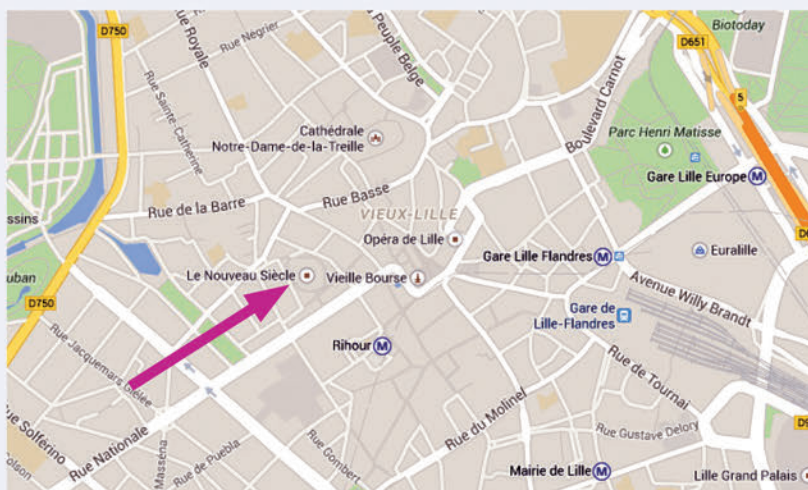 D750
Rue Négrier
Rue Royale
Peuple Belge
D651
Biotoday
5
Rue Sainte-Catherine
Boulevard Carnot
Cathédrale
Notre-Dame-de-la-Treille
Parc Henri Matisse
Gare Lille Europe M
Rue Basse
Rue de la Barre
VIEUX-LILLE
Opéra de Lille
Gare Lille Flandres M
Euralille
Le Nouveau Siècle
Vieille Bourse
Avenue Willy Brandt
D750
Gare de
Lille-Flandres
Rihour M
Rue Jacquemars Giélée
Rue de Tournai
Rue Solférino
Rue Nationale
Masséna
Rue de Puebla
Rue Gombert
Rue du Molinel
Rue Gustave Delory
Mairie de Lille M
Lille Grand Palais